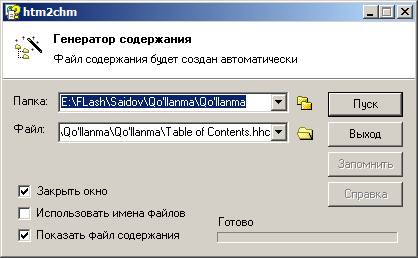 htm2chm
Генератор содержания
Файл содержания будет создан автоматически
Папка: E:\FLash\Saidov\Qo'llanma\Qo'llanma
Пуск
Файл: \Qo'llanma\Qo'llanma\Table of Contents.hhc
Выход
Запомнить
Закрыть окно
Справка
Использовать имена файлов
Готово
Показать файл содержания